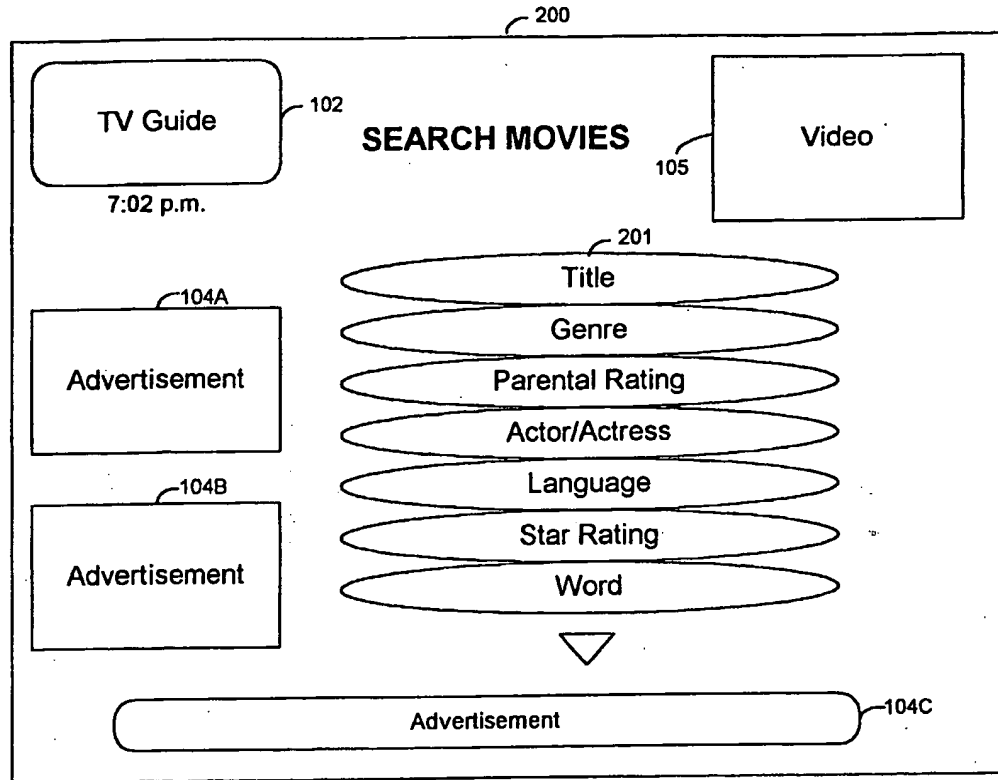 200
TV Guide
102
SEARCH MOVIES
105
Video
7:02 p.m.
201
Title
Genre
Parental Rating
Actor/Actress
Language
Star Rating
Word
104A
Advertisement
104B
Advertisement
Advertisement
104C